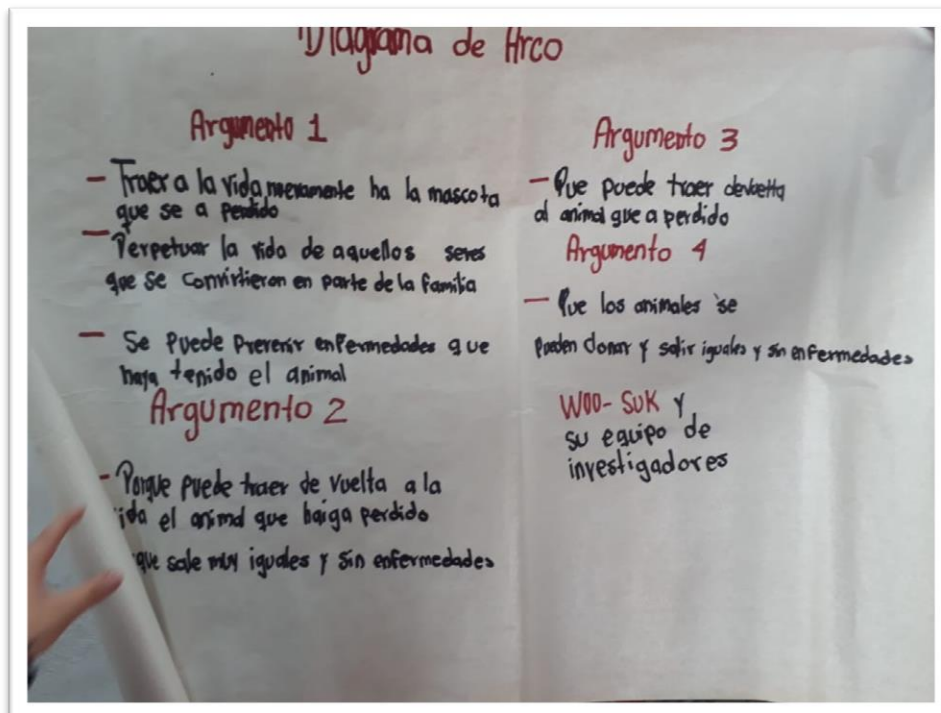 Diagrama de Arco
Argumento 1
- Traer a la vida nuevamente ha la mascota
que se a perdido
- Perpetuar la vida de aquellos seres
que se convirtieron en parte de la familia
- Se puede prevenir enfermedades que
haya tenido el animal
Argumento 2
- Porque puede traer de vuelta a la
vida el animal que haiga perdido
que sale muy iguales y sin enfermedades
Argumento 3
- Que puede traer devuetta
al animal que a perdido
Argumento 4
- Que los animales se
pueden clonar y salir iguales y sin enfermedades
Woo-Suk y
su equipo de
investigadores